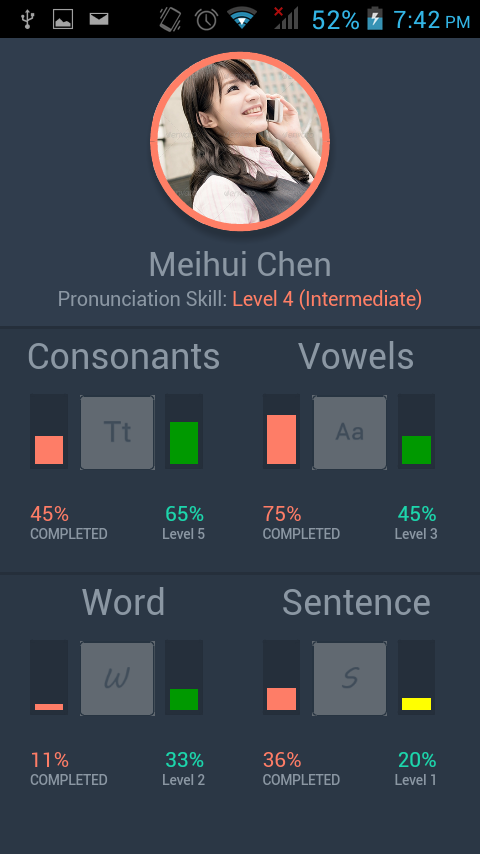 52% 7:42 PM
Meihui Chen
Pronunciation Skill: Level 4 (Intermediate)
Consonants Vowels
Tt Aa
45% 65% 75% 45%
COMPLETED Level 5 COMPLETED Level 3
Word Sentence
W S
11% 33% 36% 20%
COMPLETED Level 2 COMPLETED Level 1